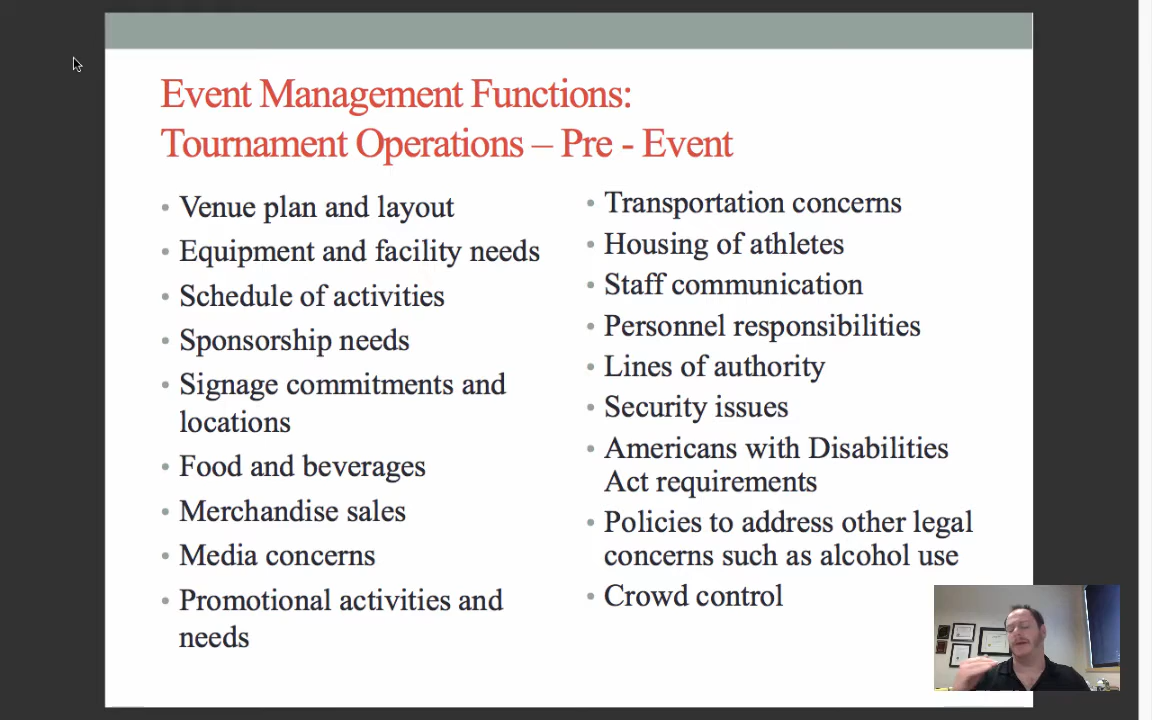 Event Management Functions:
Tournament Operations – Pre - Event
• Venue plan and layout
• Equipment and facility needs
• Schedule of activities
• Sponsorship needs
• Signage commitments and
locations
• Food and beverages
• Merchandise sales
• Media concerns
• Promotional activities and
needs
• Transportation concerns
• Housing of athletes
• Staff communication
• Personnel responsibilities
• Lines of authority
• Security issues
• Americans with Disabilities
Act requirements
• Policies to address other legal
concerns such as alcohol use
• Crowd control